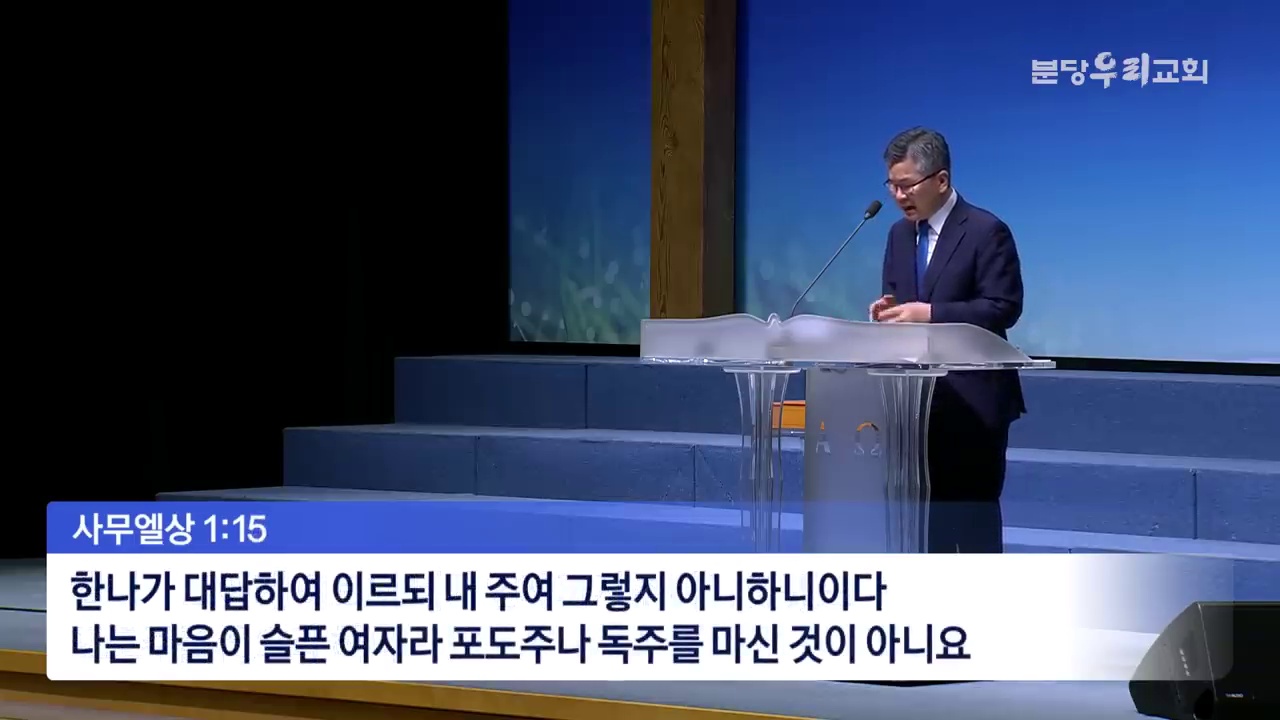 분당우리교회
Α Ω
사무엘상 1:15
한나가 대답하여 이르되 내 주여 그렇지 아니하니이다
나는 마음이 슬픈 여자라 포도주나 독주를 마신 것이 아니요